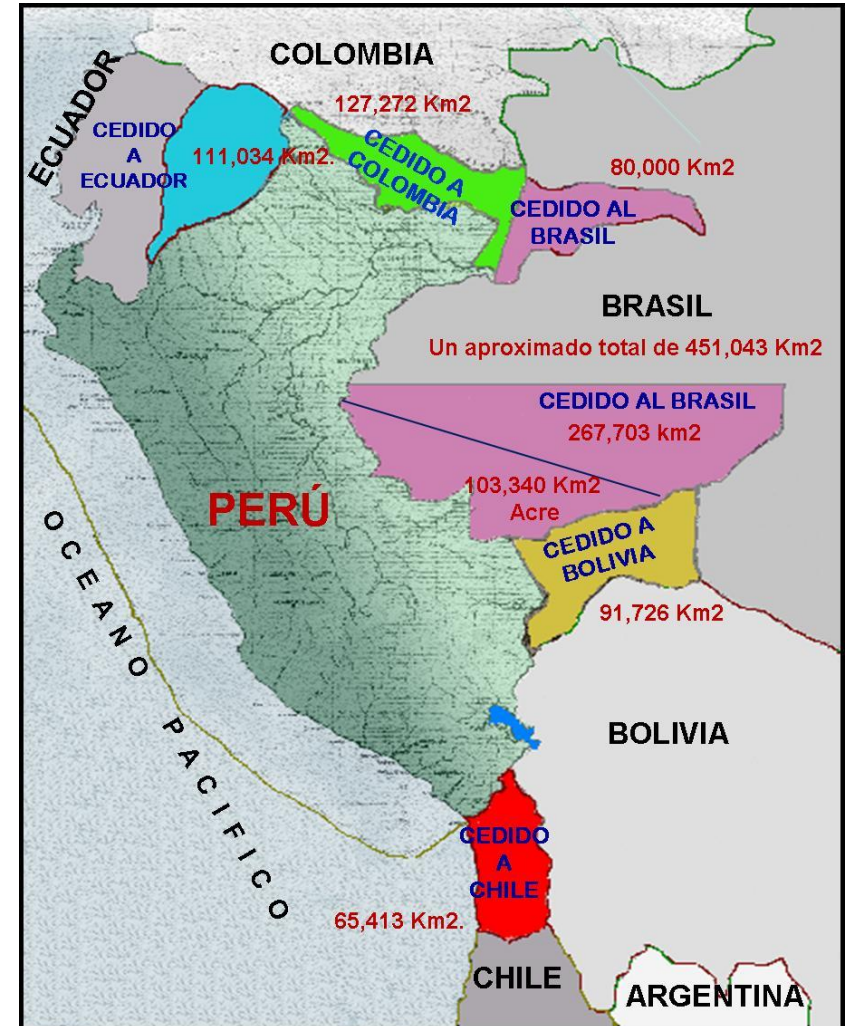 COLOMBIA
ECUADOR
127,272 Km2
CEDIDO
A
ECUADOR
111,034 Km2.
CEDIDO A
COLOMBIA
80,000 Km2
CEDIDO AL
BRASIL
BRASIL
Un aproximado total de 451,043 Km2
CEDIDO AL BRASIL
267,703 km2
103,340 Km2
Acre
PERÚ
CEDIDO A
BOLIVIA
91,726 Km2
OCEANO PACIFICO
BOLIVIA
CEDIDO
A
CHILE
65,413 Km2.
CHILE
ARGENTINA